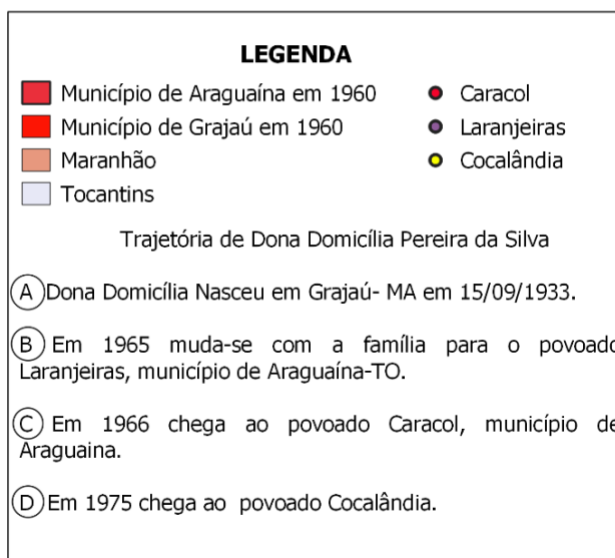 LEGENDA
Município de Araguaína em 1960
Caracol
Município de Grajaú em 1960
Laranjeiras
Maranhão
Cocalândia
Tocantins
Trajetória de Dona Domicília Pereira da Silva
A Dona Domicília Nasceu em Grajaú- MA em 15/09/1933.
B Em 1965 muda-se com a família para o povoado
Laranjeiras, município de Araguaína-TO.
C Em 1966 chega ao povoado Caracol, município de
Araguaina.
D Em 1975 chega ao povoado Cocalândia.